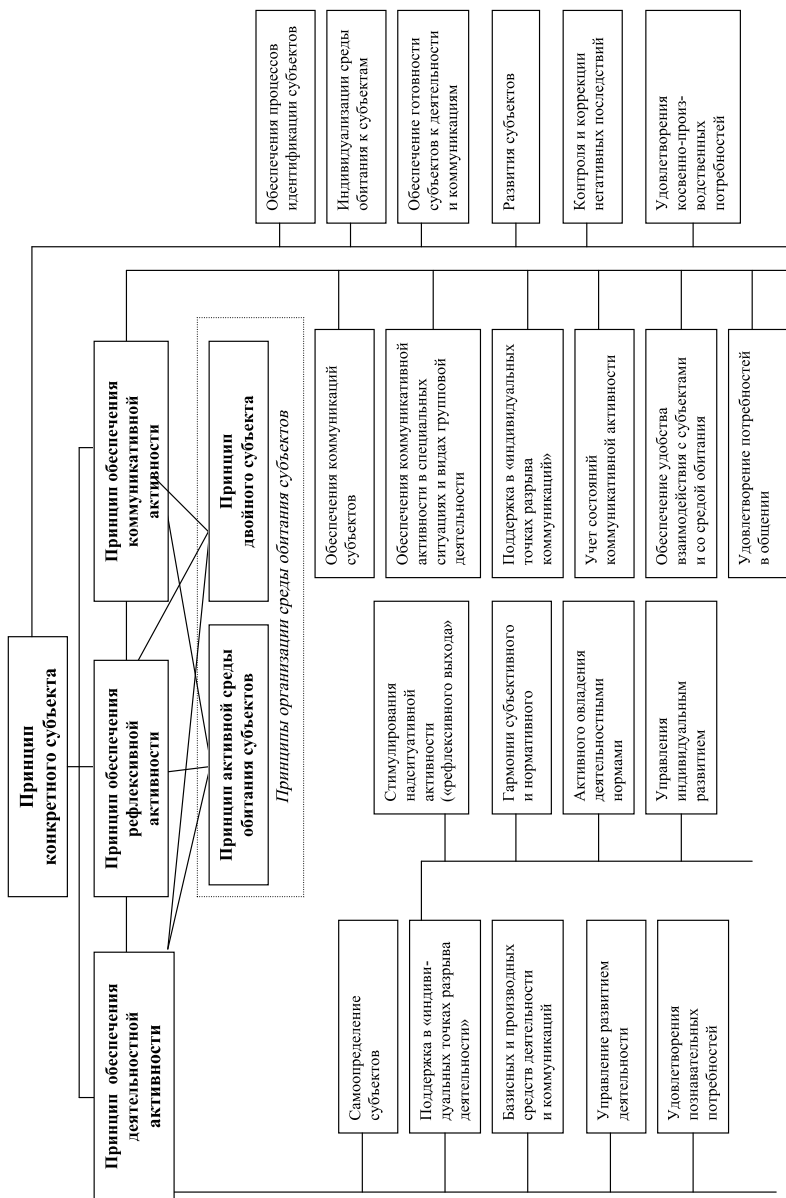 Принцип
конкретного субъекта
Принцип обеспечения
деятельностной
активности
Принцип обеспечения
рефлексивной
активности
Принцип обеспечения
коммуникативной
активности
Принцип активной среды
обитания субъектов
Принцип
двойного субъекта
Принципы организации среды обитания субъектов
Самоопределение
субъектов
Поддержка в «индиви-
дуальных точках разрыва
деятельности»
Базисных и производных
средств деятельности
и коммуникаций
Управление развитием
деятельности
Удовлетворения
познавательных
потребностей
Стимулирования
надситуативной
активности
(«рефлексивного выхода»
Гармонии субъективного
и нормативного
Активного овладения
деятельностными
нормами
Управления
индивидуальным
развитием
Обеспечения коммуникаций
субъектов
Обеспечения коммуникативной
активности в специальных
ситуациях и видах групповой
деятельности
Поддержка в «индивидуальных
точках разрыва
коммуникаций»
Учет состояний
коммуникативной активности
Обеспечение удобства
взаимодействия с субъектами
и со средой обитания
Удовлетворение потребностей
в общении
Обеспечения процессов
идентификации субъектов
Индивидуализации среды
обитания к субъектам
Обеспечение готовности
субъектов к деятельности
и коммуникациям
Развития субъектов
Контроля и коррекции
негативных последствий
Удовлетворения
косвенно-произ-
водственных
потребностей